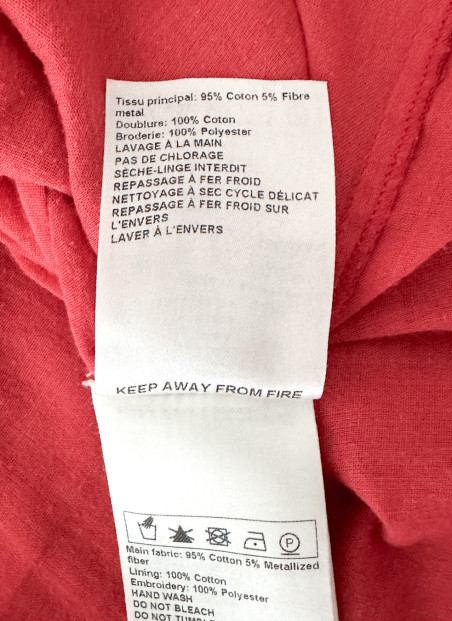 Tissu principal: 95% Coton 5% Fibre
metal
Doublure: 100% Coton
Broderie: 100% Polyester
LAVAGE À LA MAIN
PAS DE CHLORAGE
SÈCHE-LINGE INTERDIT
REPASSAGE À FER FROID
NETTOYAGE À SEC CYCLE DÉLICAT
REPASSAGE À FER FROID SUR
L'ENVERS
LAVER À L'ENVERS
KEEP AWAY FROM FIRE
P
Main fabric: 95% Cotton 5% Metallized
fiber
Lining: 100% Cotton
Embroidery: 100% Polyester
HAND WASH
DO NOT BLEACH
DO NOT TUMBLE